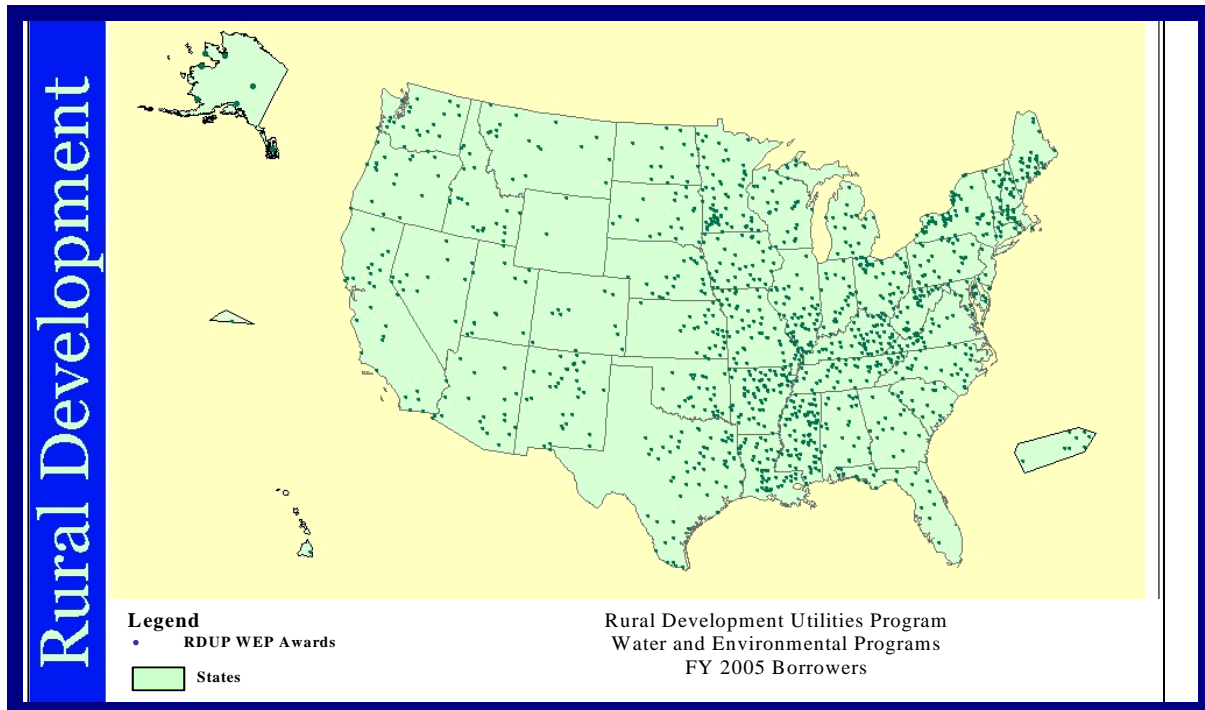 Rural Development
Legend
RDUP WEP Awards
States
Rural Development Utilities Program
Water and Environmental Programs
FY 2005 Borrowers